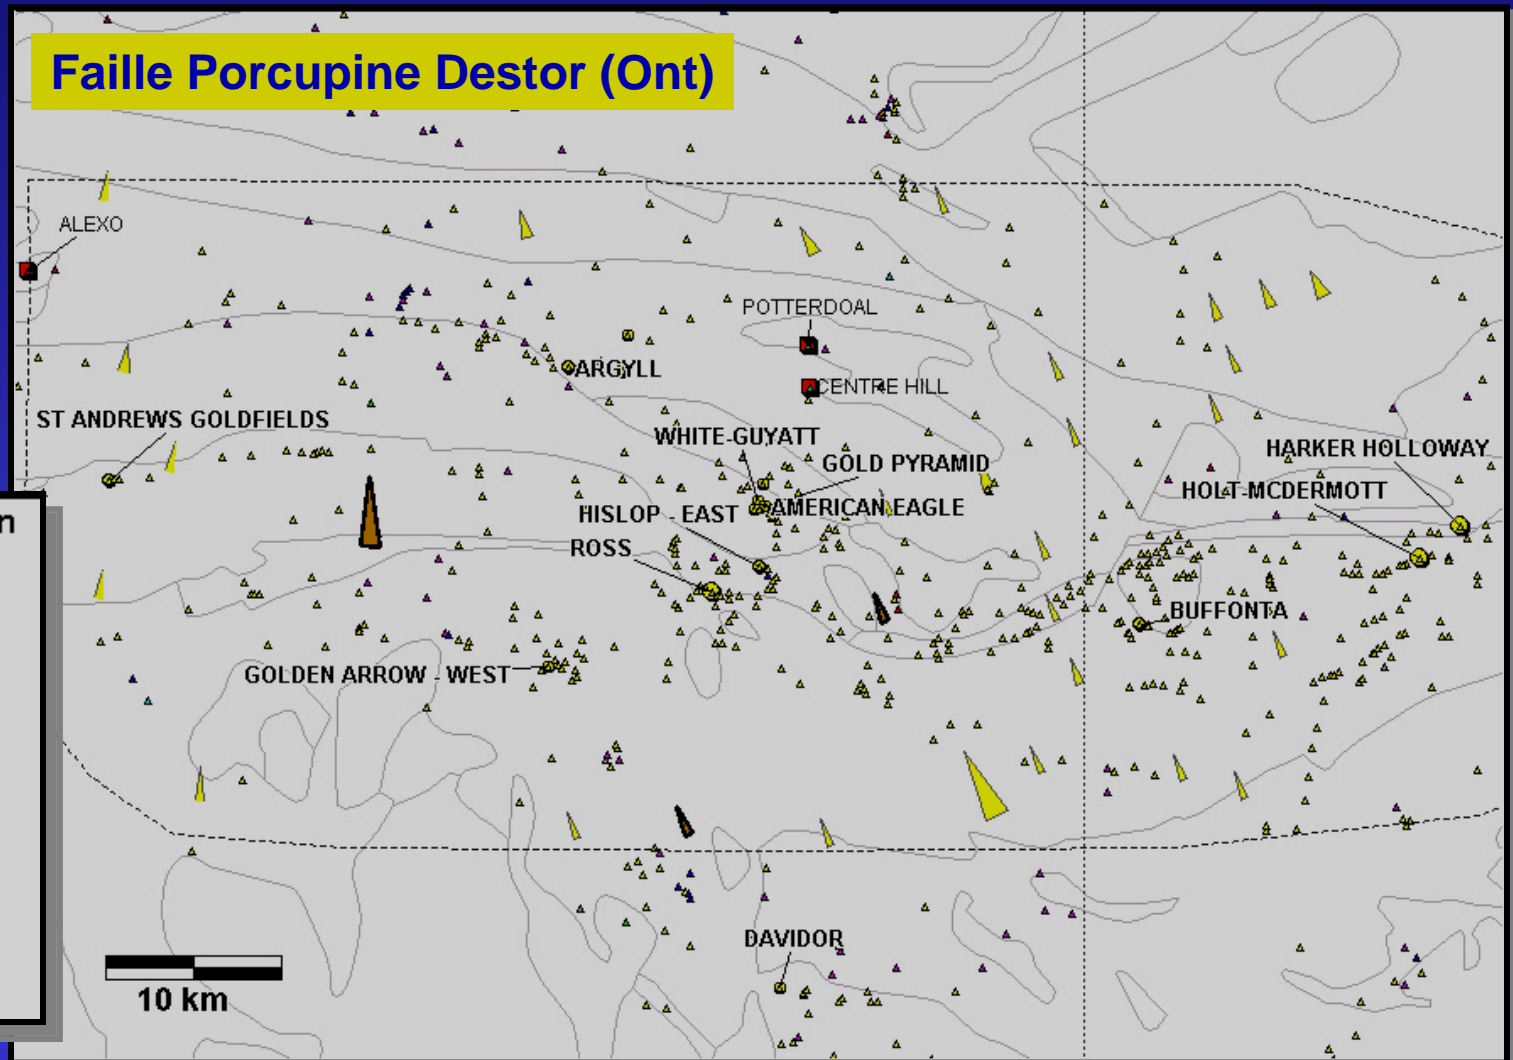 Faille Porcupine Destor (Ont)
ALEXO
POTTERDOAL
ARGYLL
CENTRE HILL
ST ANDREWS GOLDFIELDS
WHITE-GUYATT
HARKER HOLLOWAY
GOLD PYRAMID
HOLT-MCDERMOTT
n
HISLOP - EAST
AMERICAN EAGLE
ROSS
BUFFONTA
GOLDEN ARROW - WEST
DAVIDOR
10 km